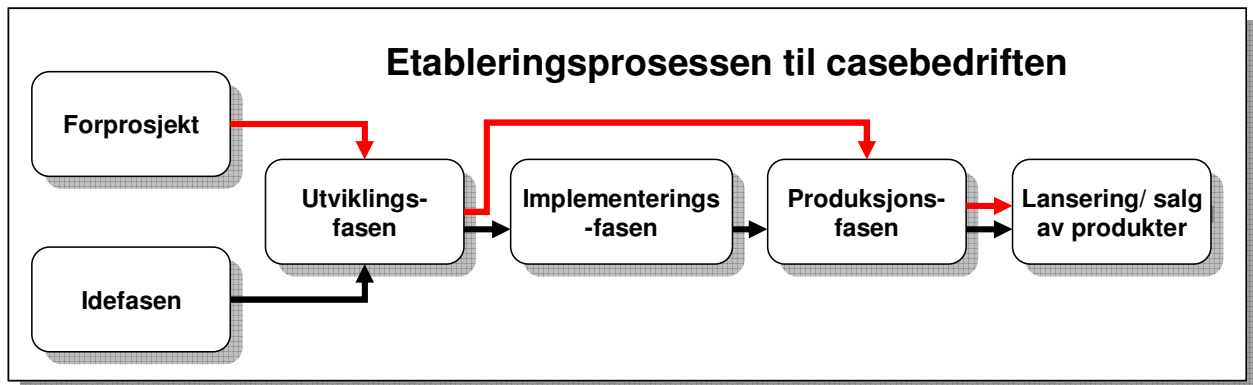 Etableringsprosessen til casebedriften
Forprosjekt
Utviklings-
fasen
Implementerings
-fasen
Produksjons-
fasen
Lansering/ salg
av produkter
Idefasen